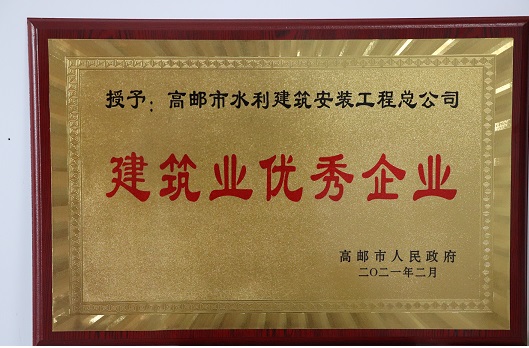 授予：高邮市水利建筑安装工程总公司
建筑业优秀企业
高邮市人民政府
二〇二一年二月